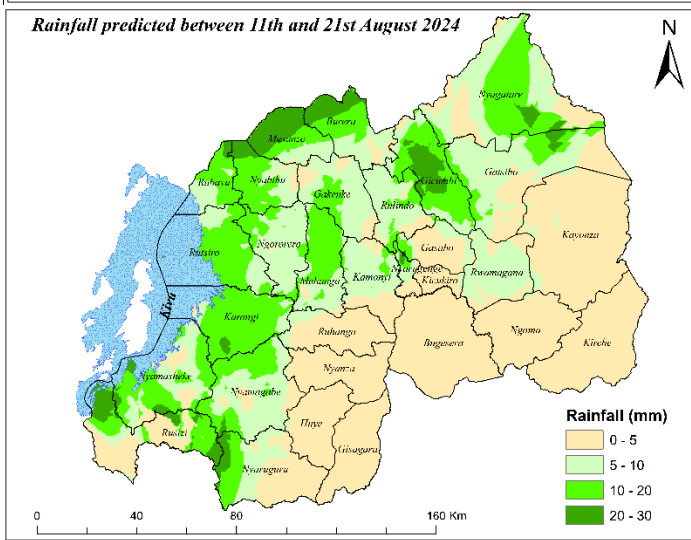 Rainfall predicted between 11th and 21st August 2024
N
Nyagatare
Burera
Musanze
Rubavu
Nyabihu
Gakenke
Gicumbi
Gatsibo
Rulindo
Rutsiro
Ngororero
Kayonza
Gasabo
Muhanga
Kamonyi
Nyarugenge
Kicukiro
Rwamagana
Kivu
Karongi
Ruhango
Bugesera
Ngoma
Kirehe
Nyamasheke
Nyanza
Nyamagabe
Huye
Rusizi
Gisagara
Nyaruguru
Rainfall (mm)
0 - 5
5 - 10
10 - 20
20 - 30
0 40 80 160 Km